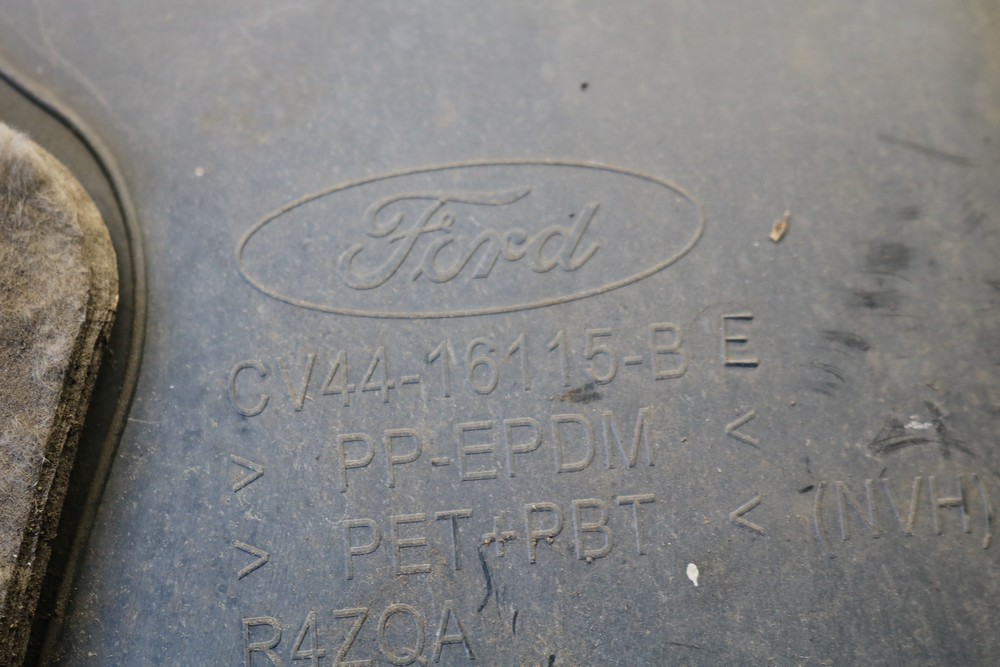 Ford
CV44-16115-B E
> PP-EPDM <
> PET+PBT < (NVH)
R4ZQA